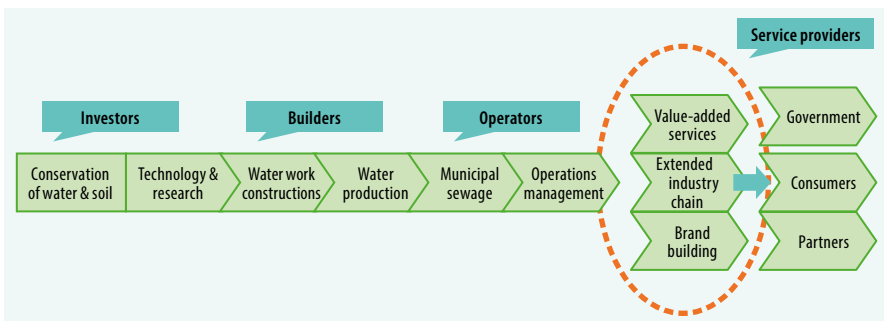 Service providers
Investors
Builders
Operators
Conservation
of water & soil
Technology &
research
Water work
constructions
Water
production
Municipal
sewage
Operations
management
Value-added
services
Extended
industry
chain
Brand
building
Government
Consumers
Partners